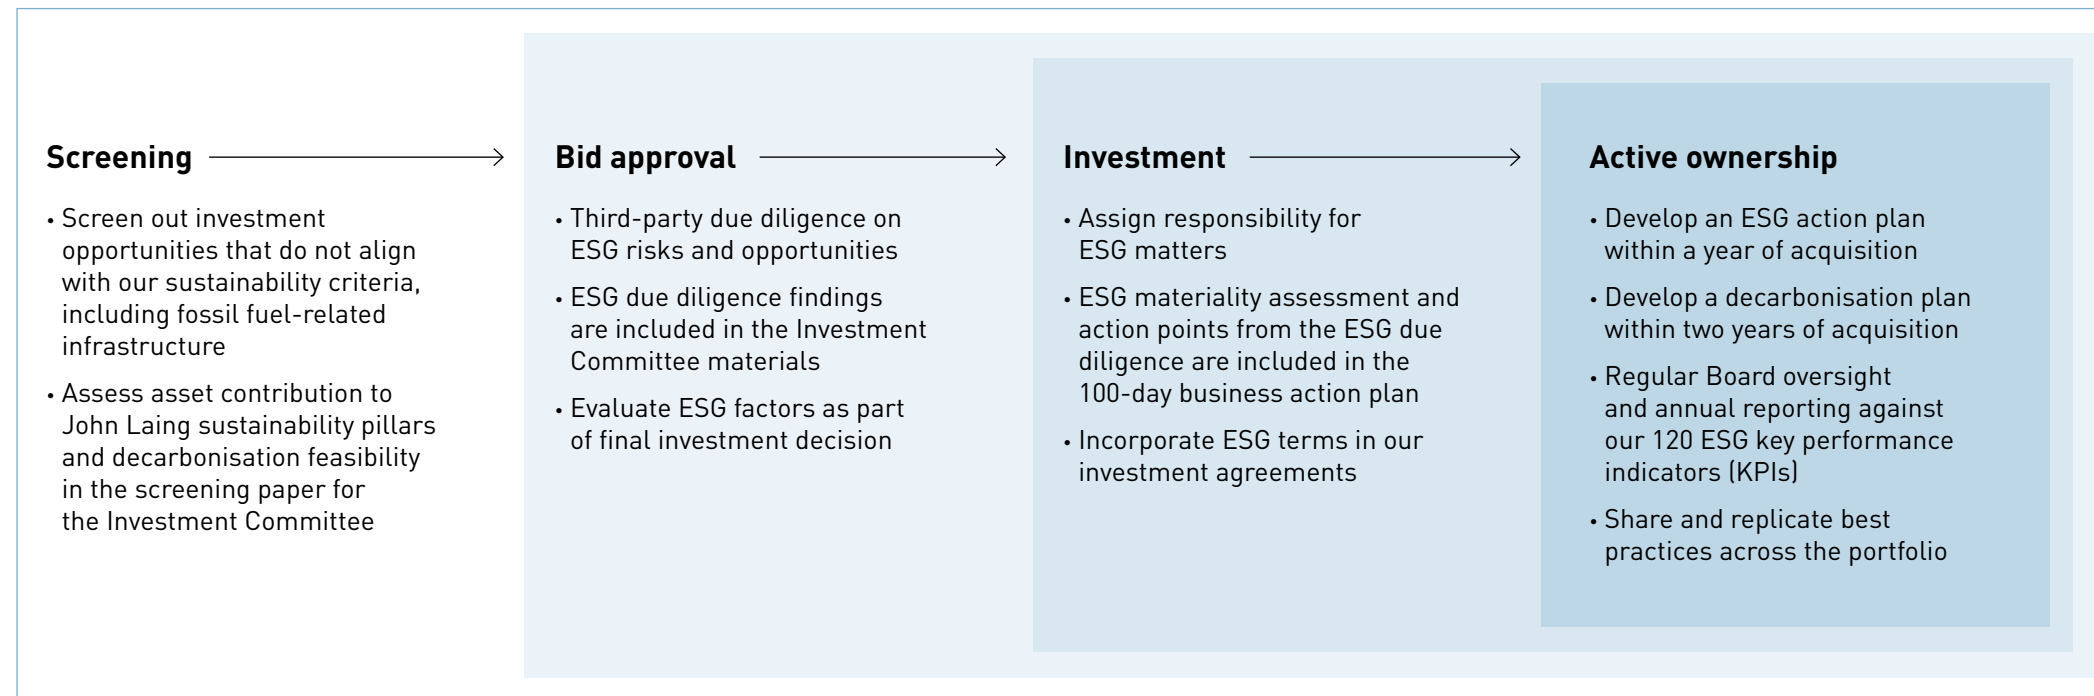 Screening
• Screen out investment
opportunities that do not align
with our sustainability criteria,
including fossil fuel-related
infrastructure
• Assess asset contribution to
John Laing sustainability pillars
and decarbonisation feasibility
in the screening paper for
the Investment Committee
Bid approval
• Third-party due diligence on
ESG risks and opportunities
• ESG due diligence findings
are included in the Investment
Committee materials
• Evaluate ESG factors as part
of final investment decision
Investment
• Assign responsibility for
ESG matters
• ESG materiality assessment and
action points from the ESG due
diligence are included in the
100-day business action plan
• Incorporate ESG terms in our
investment agreements
Active ownership
• Develop an ESG action plan
within a year of acquisition
• Develop a decarbonisation plan
within two years of acquisition
• Regular Board oversight
and annual reporting against
our 120 ESG key performance
indicators (KPIs)
• Share and replicate best
practices across the portfolio